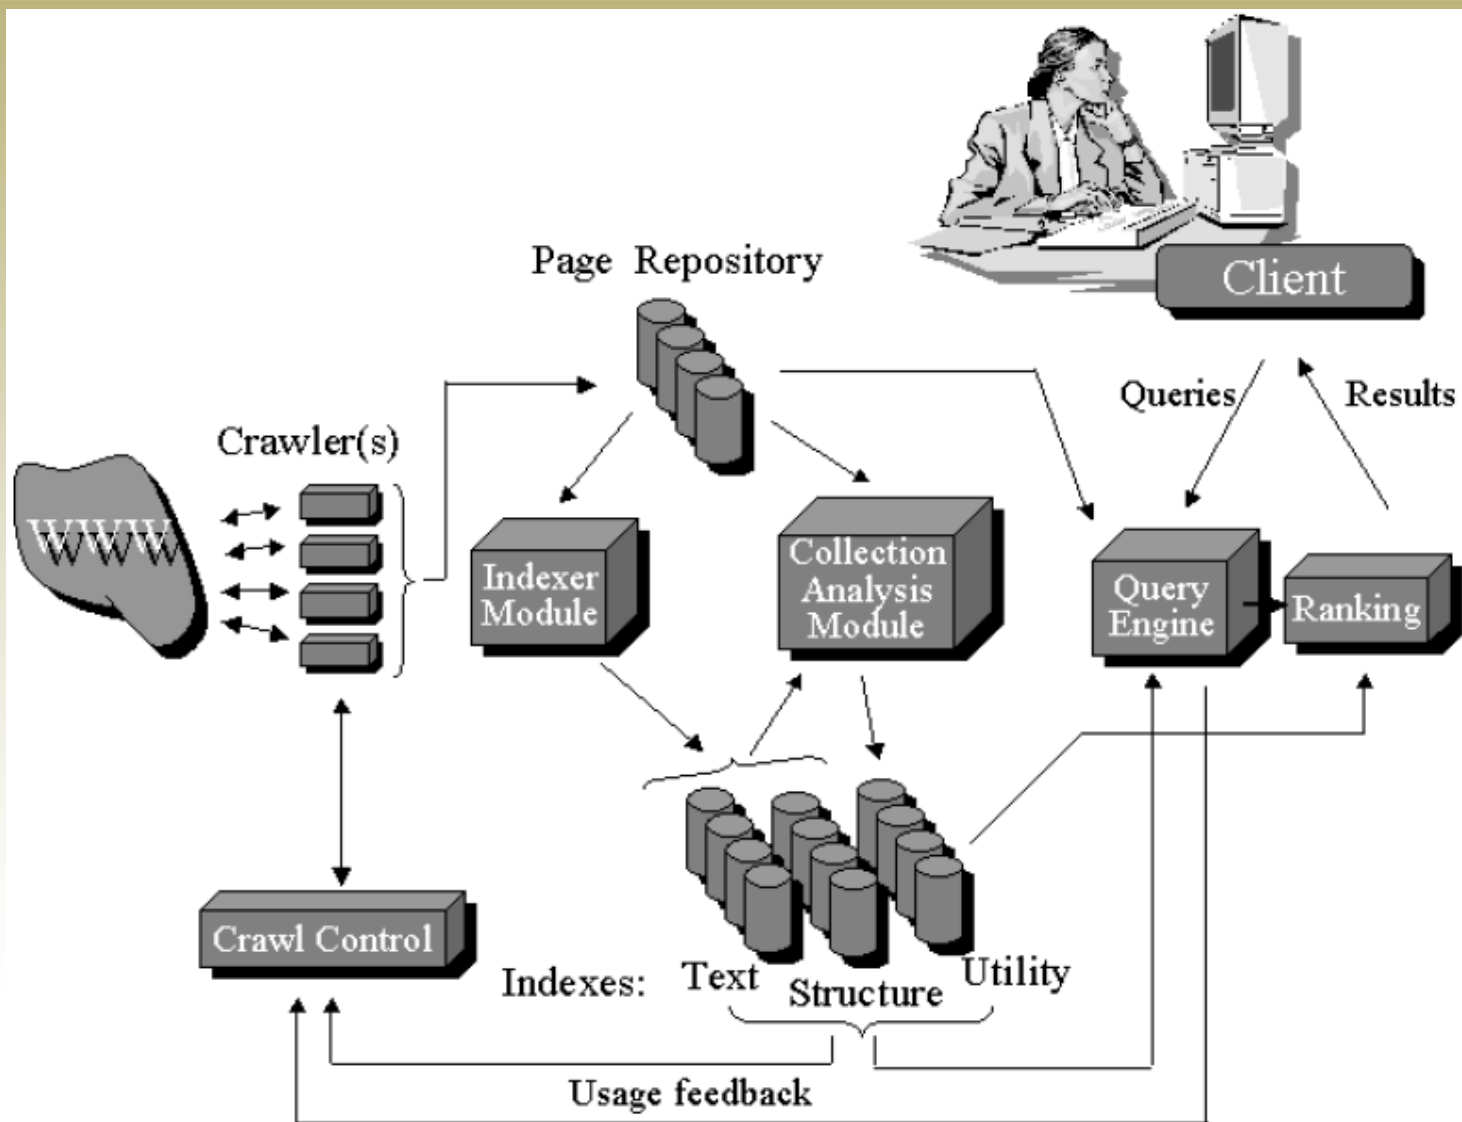 Page Repository
Client
Queries
Results
Crawler(s)
WWW
Indexer
Module
Collection
Analysis
Module
Query
Engine
Ranking
Crawl Control
Indexes:
Text
Structure
Utility
Usage feedback